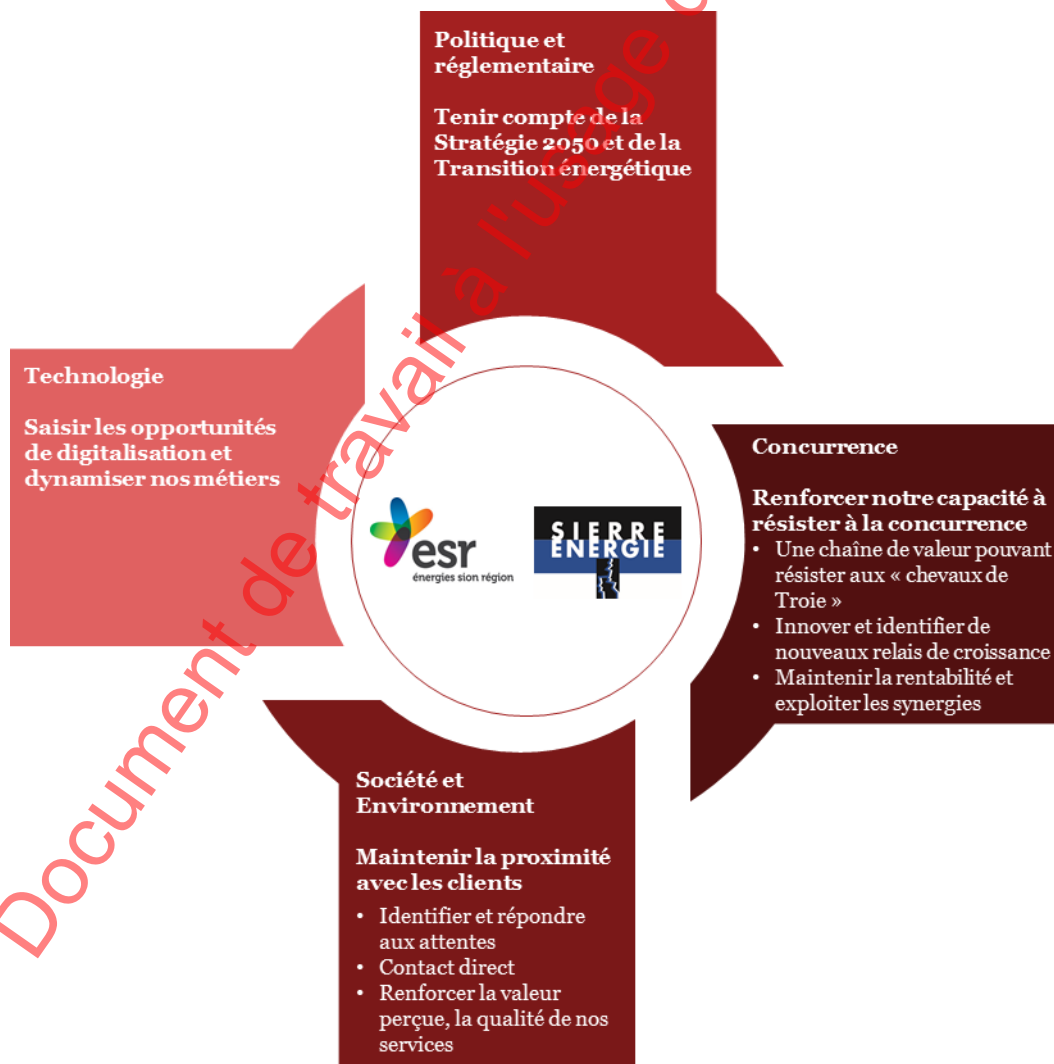 Politique et
réglementaire
Tenir compte de la
Stratégie 2050 et de la
Transition énergétique
Technologie
Saisir les opportunités
de digitalisation et
dynamiser nos métiers
esr
énergies sion région
SIERRE
ENERGIE
Concurrence
Renforcer notre capacité à
résister à la concurrence
• Une chaîne de valeur pouvant
résister aux « chevaux de
Troie »
• Innover et identifier de
nouveaux relais de croissance
• Maintenir la rentabilité et
exploiter les synergies
Société et
Environnement
Maintenir la proximité
avec les clients
• Identifier et répondre
aux attentes
• Contact direct
• Renforcer la valeur
perçue, la qualité de nos
services
Document de travail à l'usage